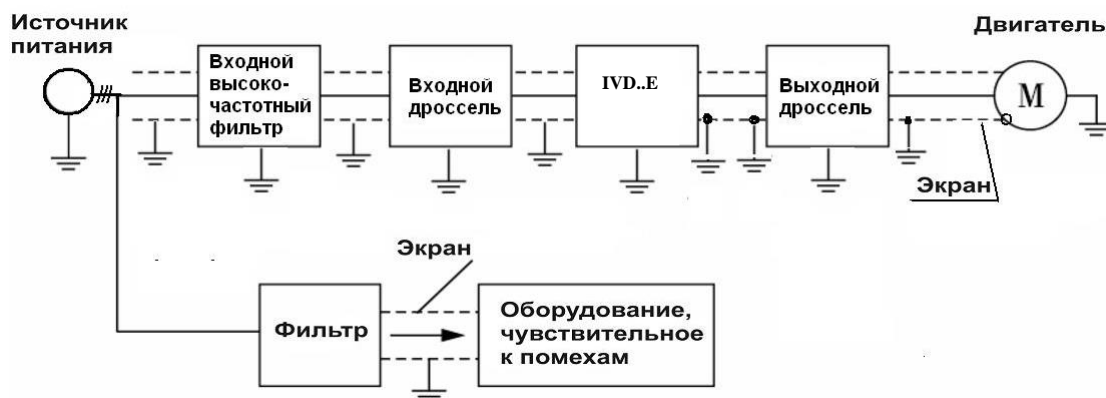 Источник
питания
Двигатель
Входной
высоко-
частотный
фильтр
Входной
дроссель
IVD..E
Выходной
дроссель
М
Экран
Экран
Фильтр
Оборудование,
чувствительное
к помехам